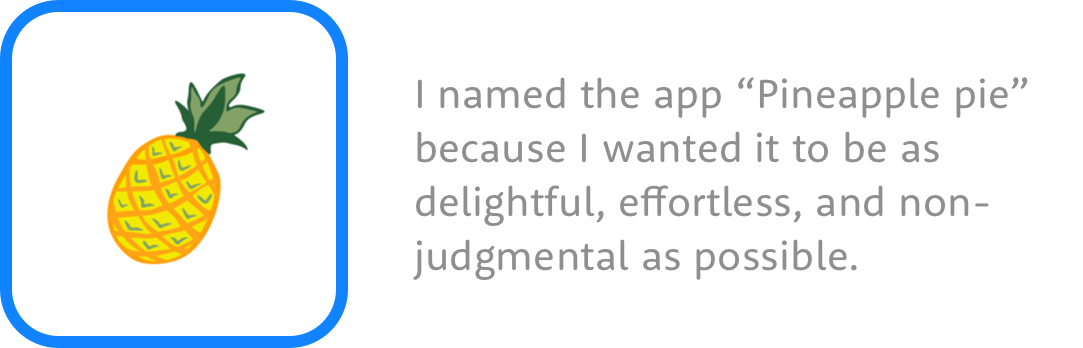 I named the app “Pineapple pie”
because I wanted it to be as
delightful, effortless, and non-
judgmental as possible.